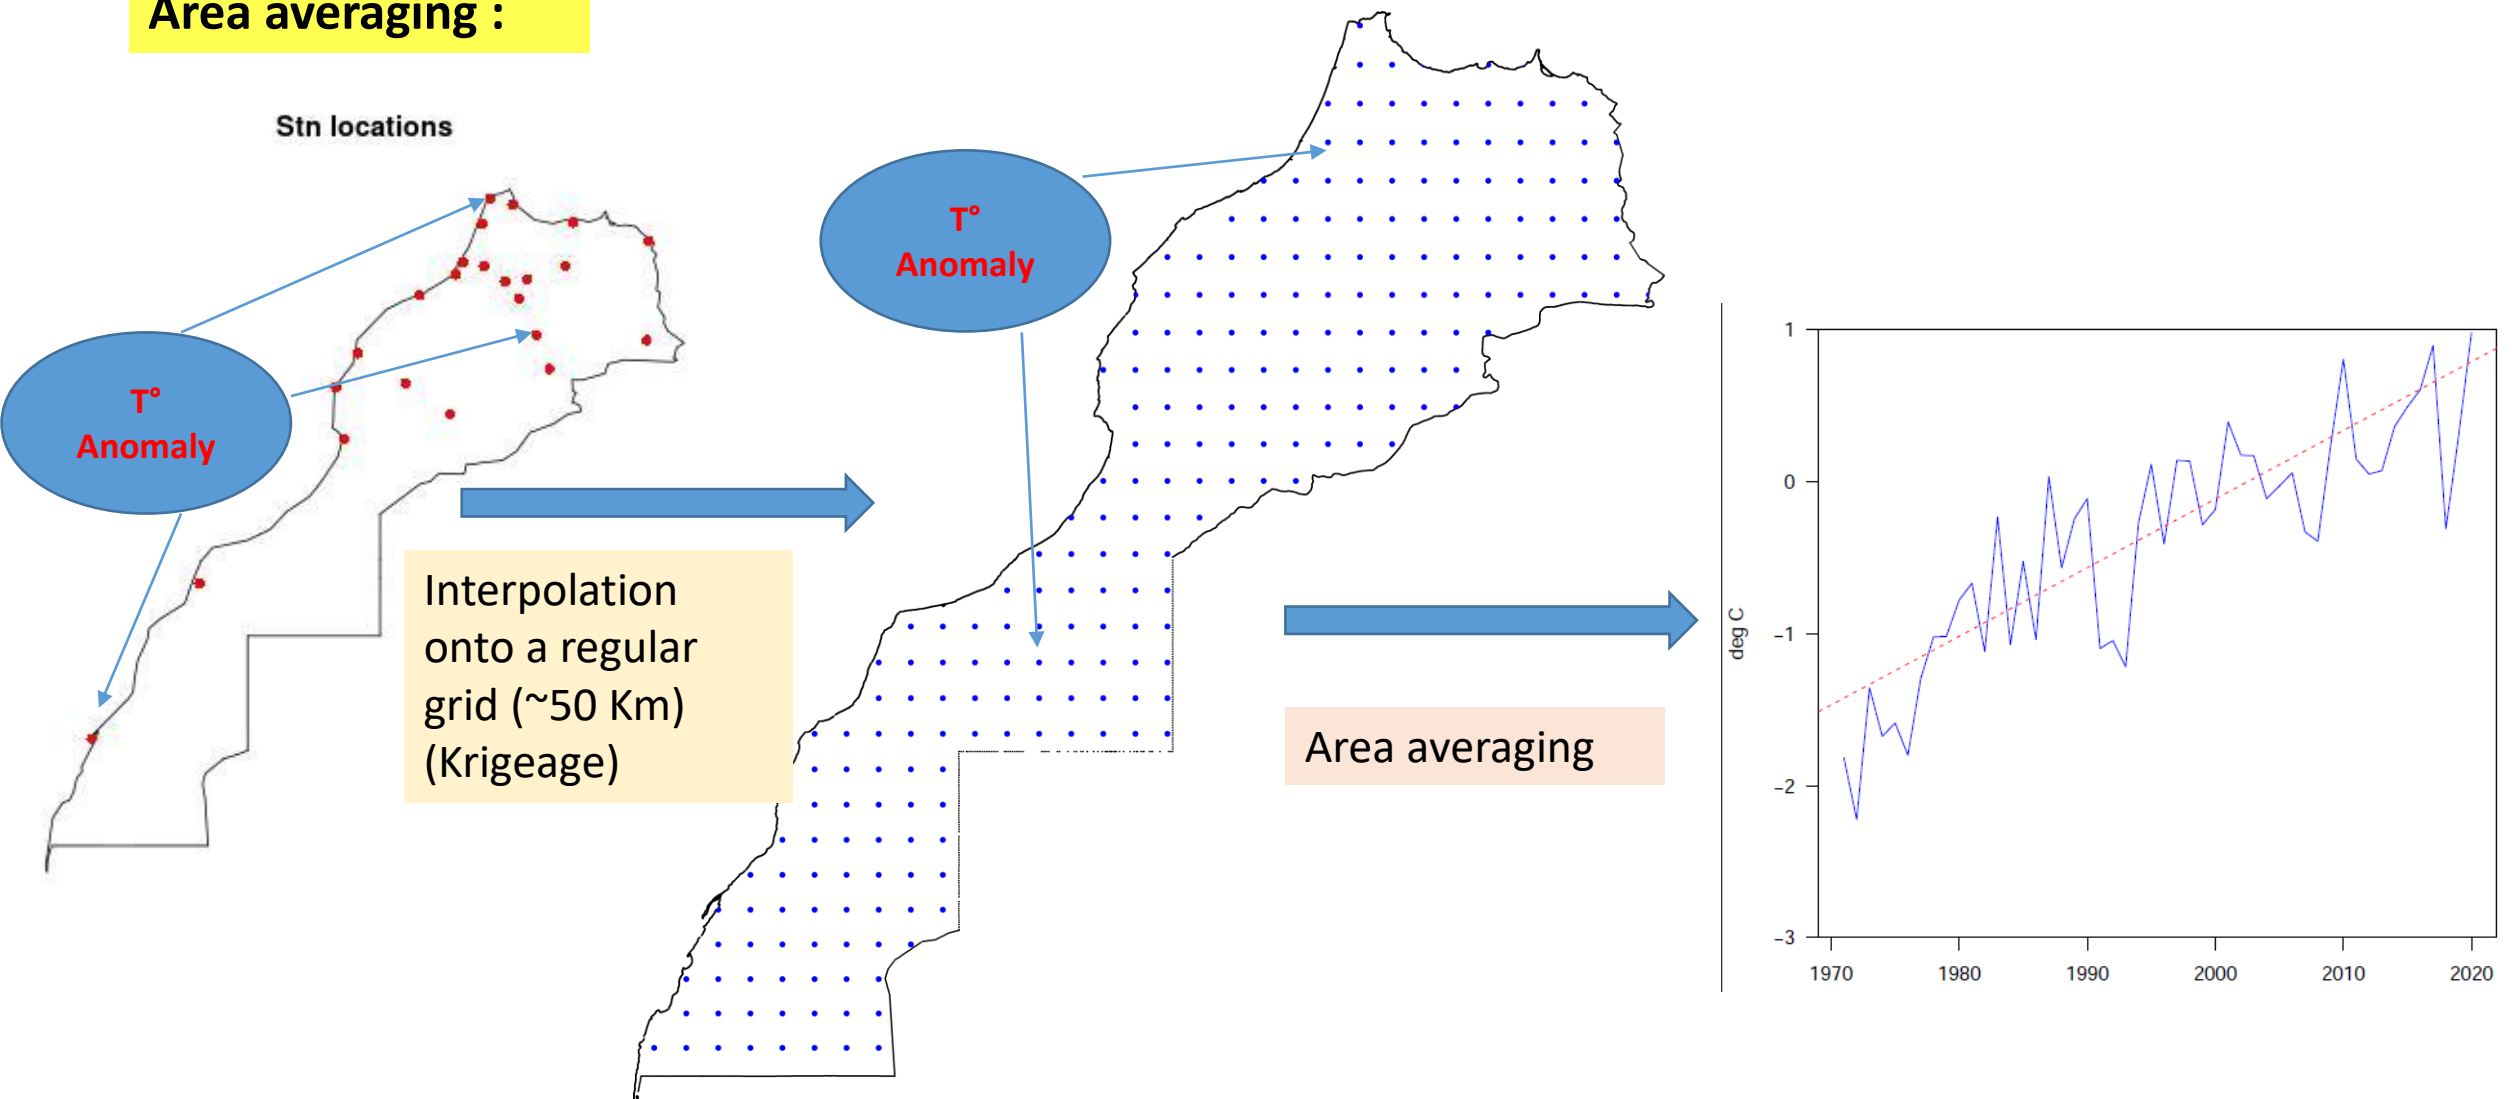 Area averaging :
Stn locations
T°
Anomaly
T°
Anomaly
Interpolation
onto a regular
grid (~50 Km)
(Krigeage)
Area averaging
deg C
1
0
−1
−2
−3
1970 1980 1990 2000 2010 2020